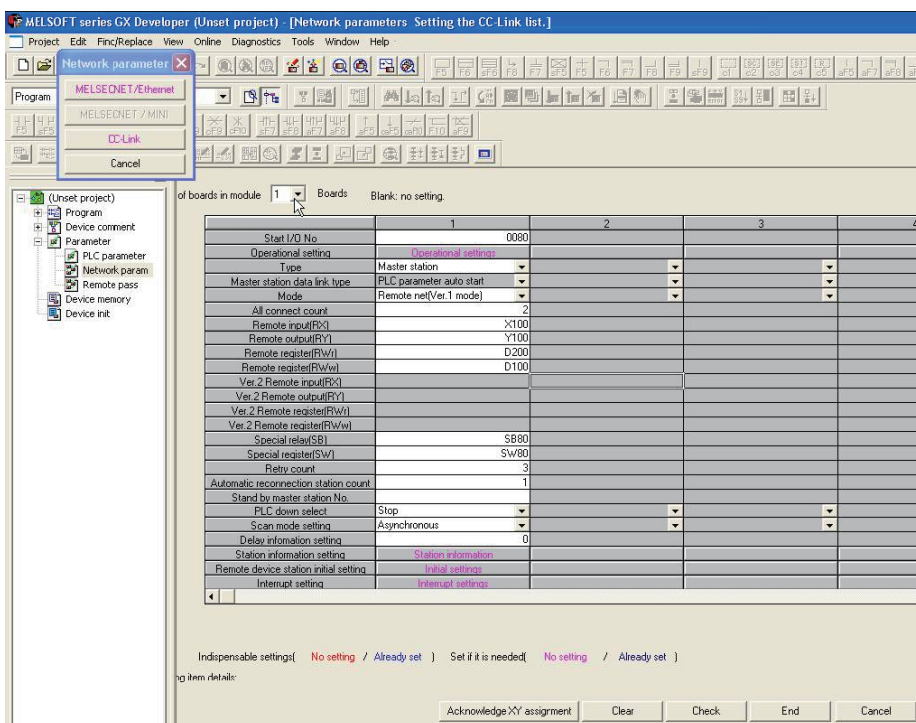 MELSOFT series GX Developer (Unset project) - [Network parameters Setting the CC-Link list.]
Project Edit Finc/Replace View Online Diagnostics Tools Window Help
Network parameter
MELSECNET/Ethernet
MELSECNET / MINI
CC-Link
Cancel
Program
(Unset project)
Program
Device comment
Parameter
PLC parameter
Network param
Remote pass
Device memory
Device init
of boards in module 1 Boards Blank: no setting.
1 2 3 4
Start I/O No 0080
Operational setting Operational settings
Type Master station
Master station data link type PLC parameter auto start
Mode Remote net(Ver.1 mode)
All connect count 2
Remote input(RX) X100
Remote output(RY) Y100
Remote register(RWr) D200
Remote register(RWw) D100
Ver.2 Remote input(RX)
Ver.2 Remote output(RY)
Ver.2 Remote register(RWr)
Ver.2 Remote register(RWw)
Special relay(SB) SB80
Special register(SW) SW80
Retry count 3
Automatic reconnection station count 1
Stand by master station No.
PLC down select Stop
Scan mode setting Asynchronous
Delay infomation setting 0
Station information setting Station information
Remote device station initial setting Initial settings
Interrupt setting Interrupt settings
Indispensable settings( No setting / Already set ) Set if it is needed( No setting / Already set )
ng item details:
Acknowledge XY assignment Clear Check End Cancel